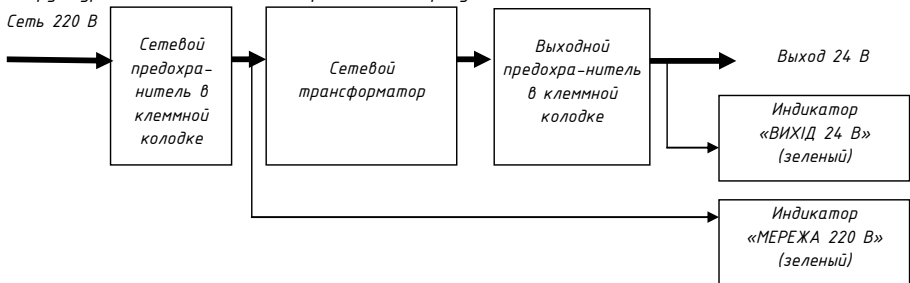 Сеть 220 В
Сетевой
предохра-
нитель в
клеммной
колодке
Сетевой
трансформатор
Выходной
предохра-нитель
в клеммной
колодке
Выход 24 В
Индикатор
«ВИХІД 24 В»
(зеленый)
Индикатор
«МЕРЕЖА 220 В»
(зеленый)